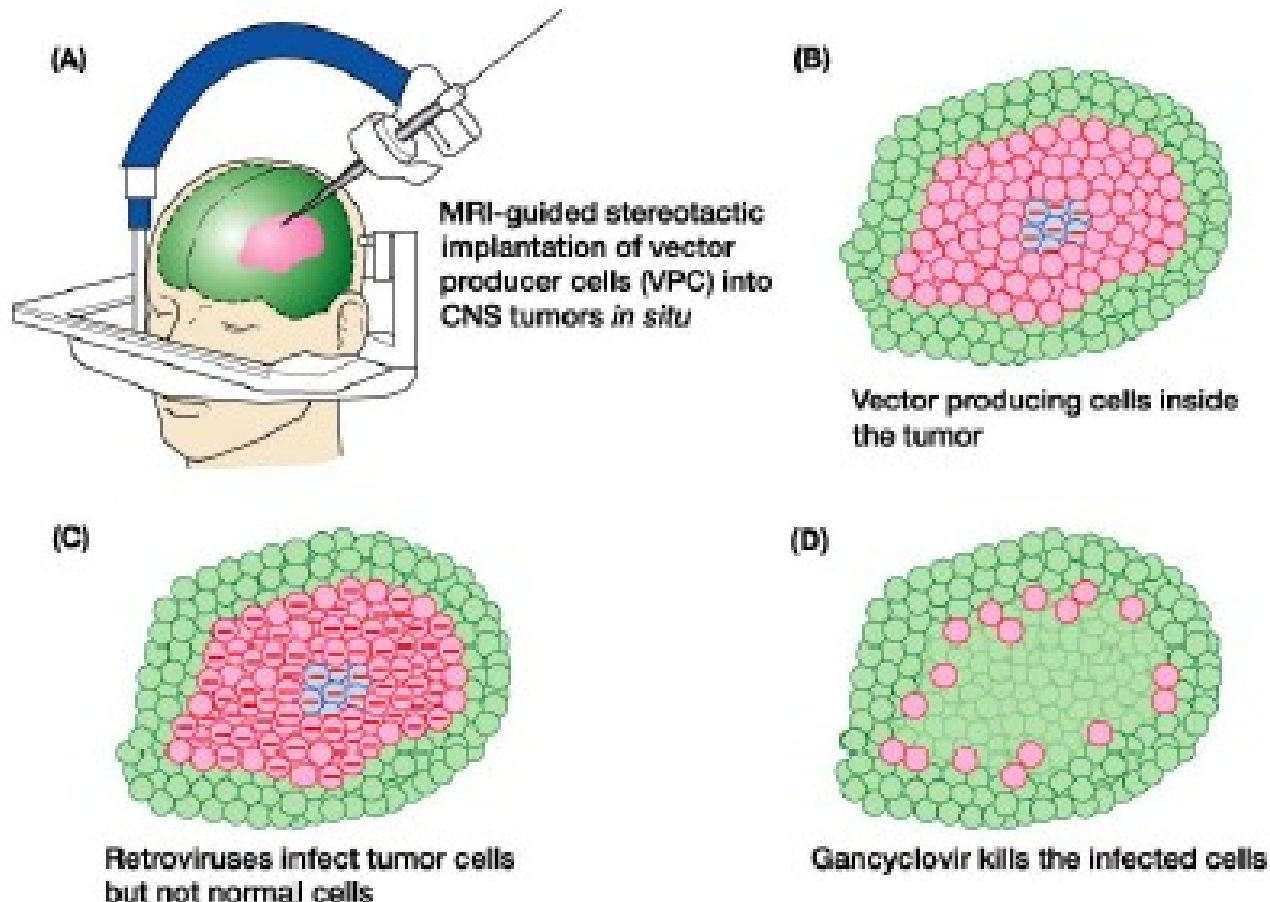 (A)
MRI-guided stereotactic
implantation of vector
producer cells (VPC) into
CNS tumors in situ
(B)
Vector producing cells inside
the tumor
(C)
Retroviruses infect tumor cells
but not normal cells
(D)
Gancyclovir kills the infected cells